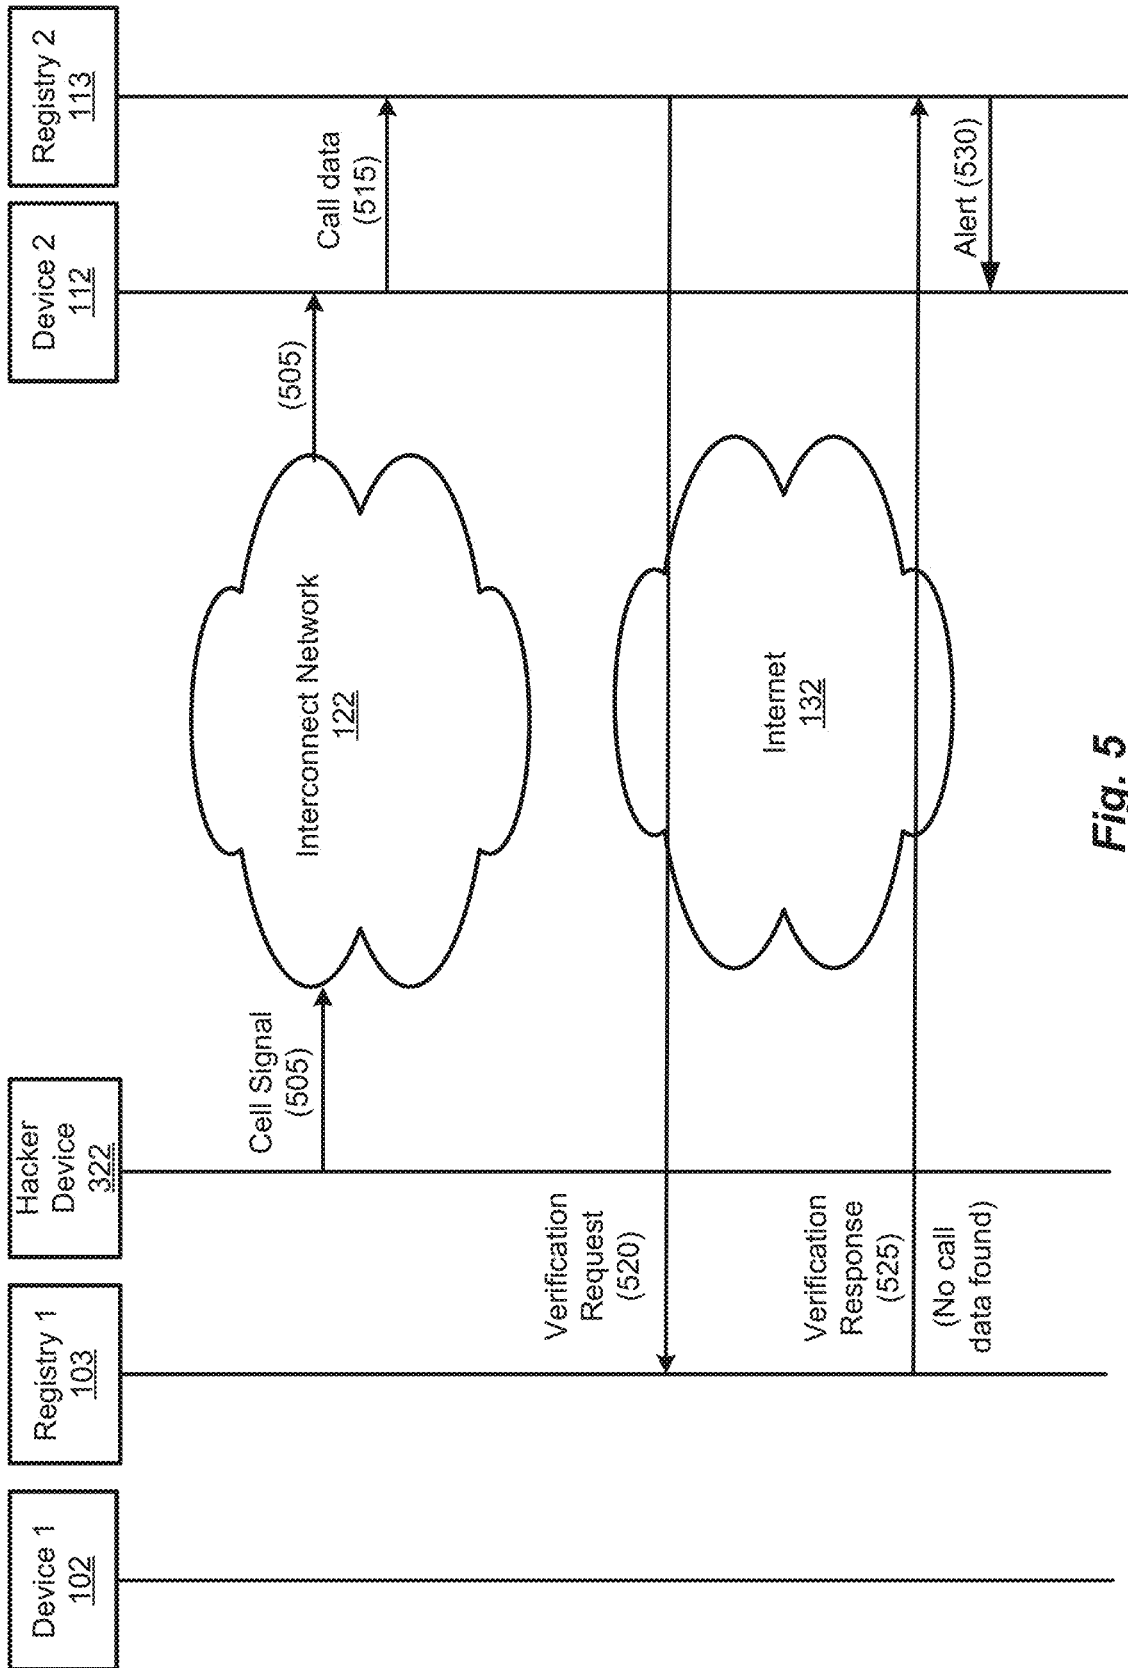 Device 1
102
Registry 1
103
Hacker
Device
322
Device 2
112
Registry 2
113
Cell Signal
(505)
Interconnect Network
122
(505)
Call data
(515)
Verification
Request
(520)
Internet
132
Verification
Response
(525)
(No call
data found)
Alert (530)
Fig. 5